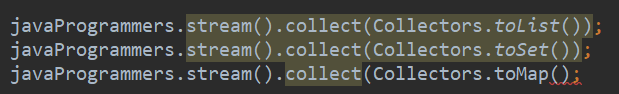 javaProgrammers.stream().collect(Collectors.toList());
javaProgrammers.stream().collect(Collectors.toSet());
javaProgrammers.stream().collect(Collectors.toMap();